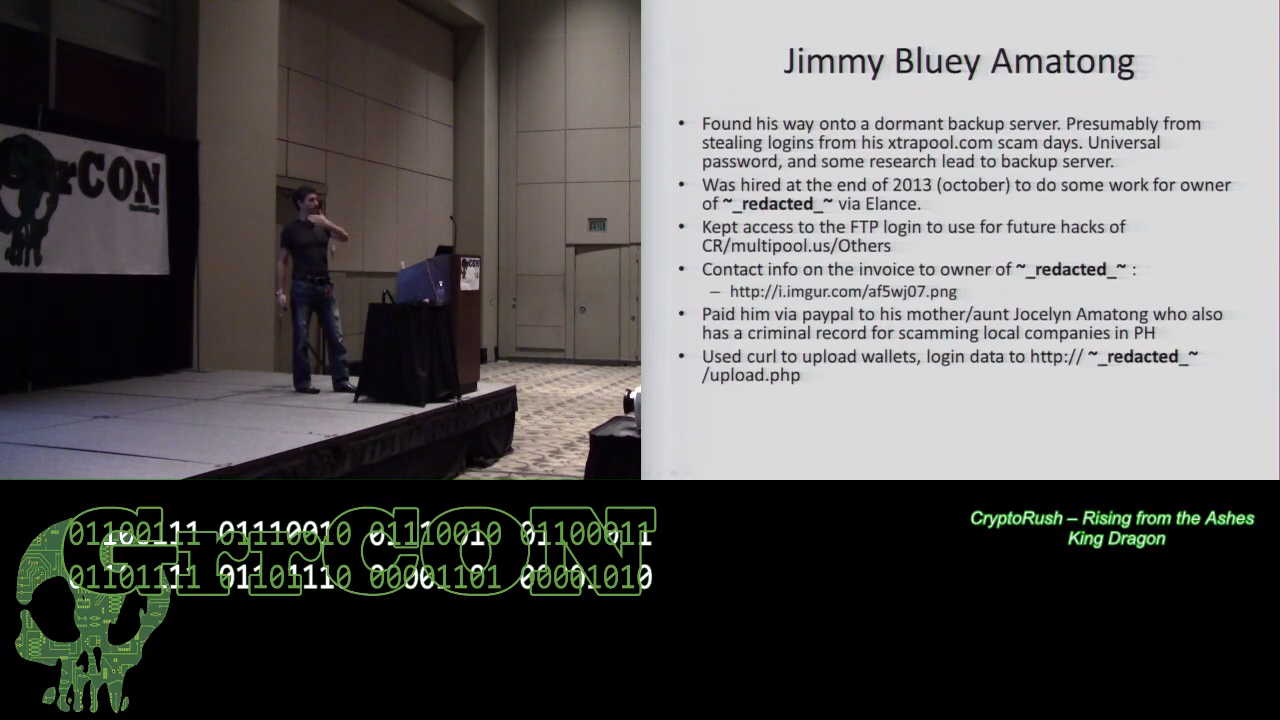 GrrCON
Jimmy Bluey Amatong
• Found his way onto a dormant backup server. Presumably from
stealing logins from his xtrapool.com scam days. Universal
password, and some research lead to backup server.
• Was hired at the end of 2013 (october) to do some work for owner
of ~_redacted_~ via Elance.
• Kept access to the FTP login to use for future hacks of
CR/multipool.us/Others
• Contact info on the invoice to owner of ~_redacted_~ :
– http://i.imgur.com/af5wj07.png
• Paid him via paypal to his mother/aunt Jocelyn Amatong who also
has a criminal record for scamming local companies in PH
• Used curl to upload wallets, login data to http:// ~_redacted_~
/upload.php
GrrCON
01100111 01110010 01110010 01100011
01101111 01101110 00001101 00001010
CryptoRush – Rising from the Ashes
King Dragon